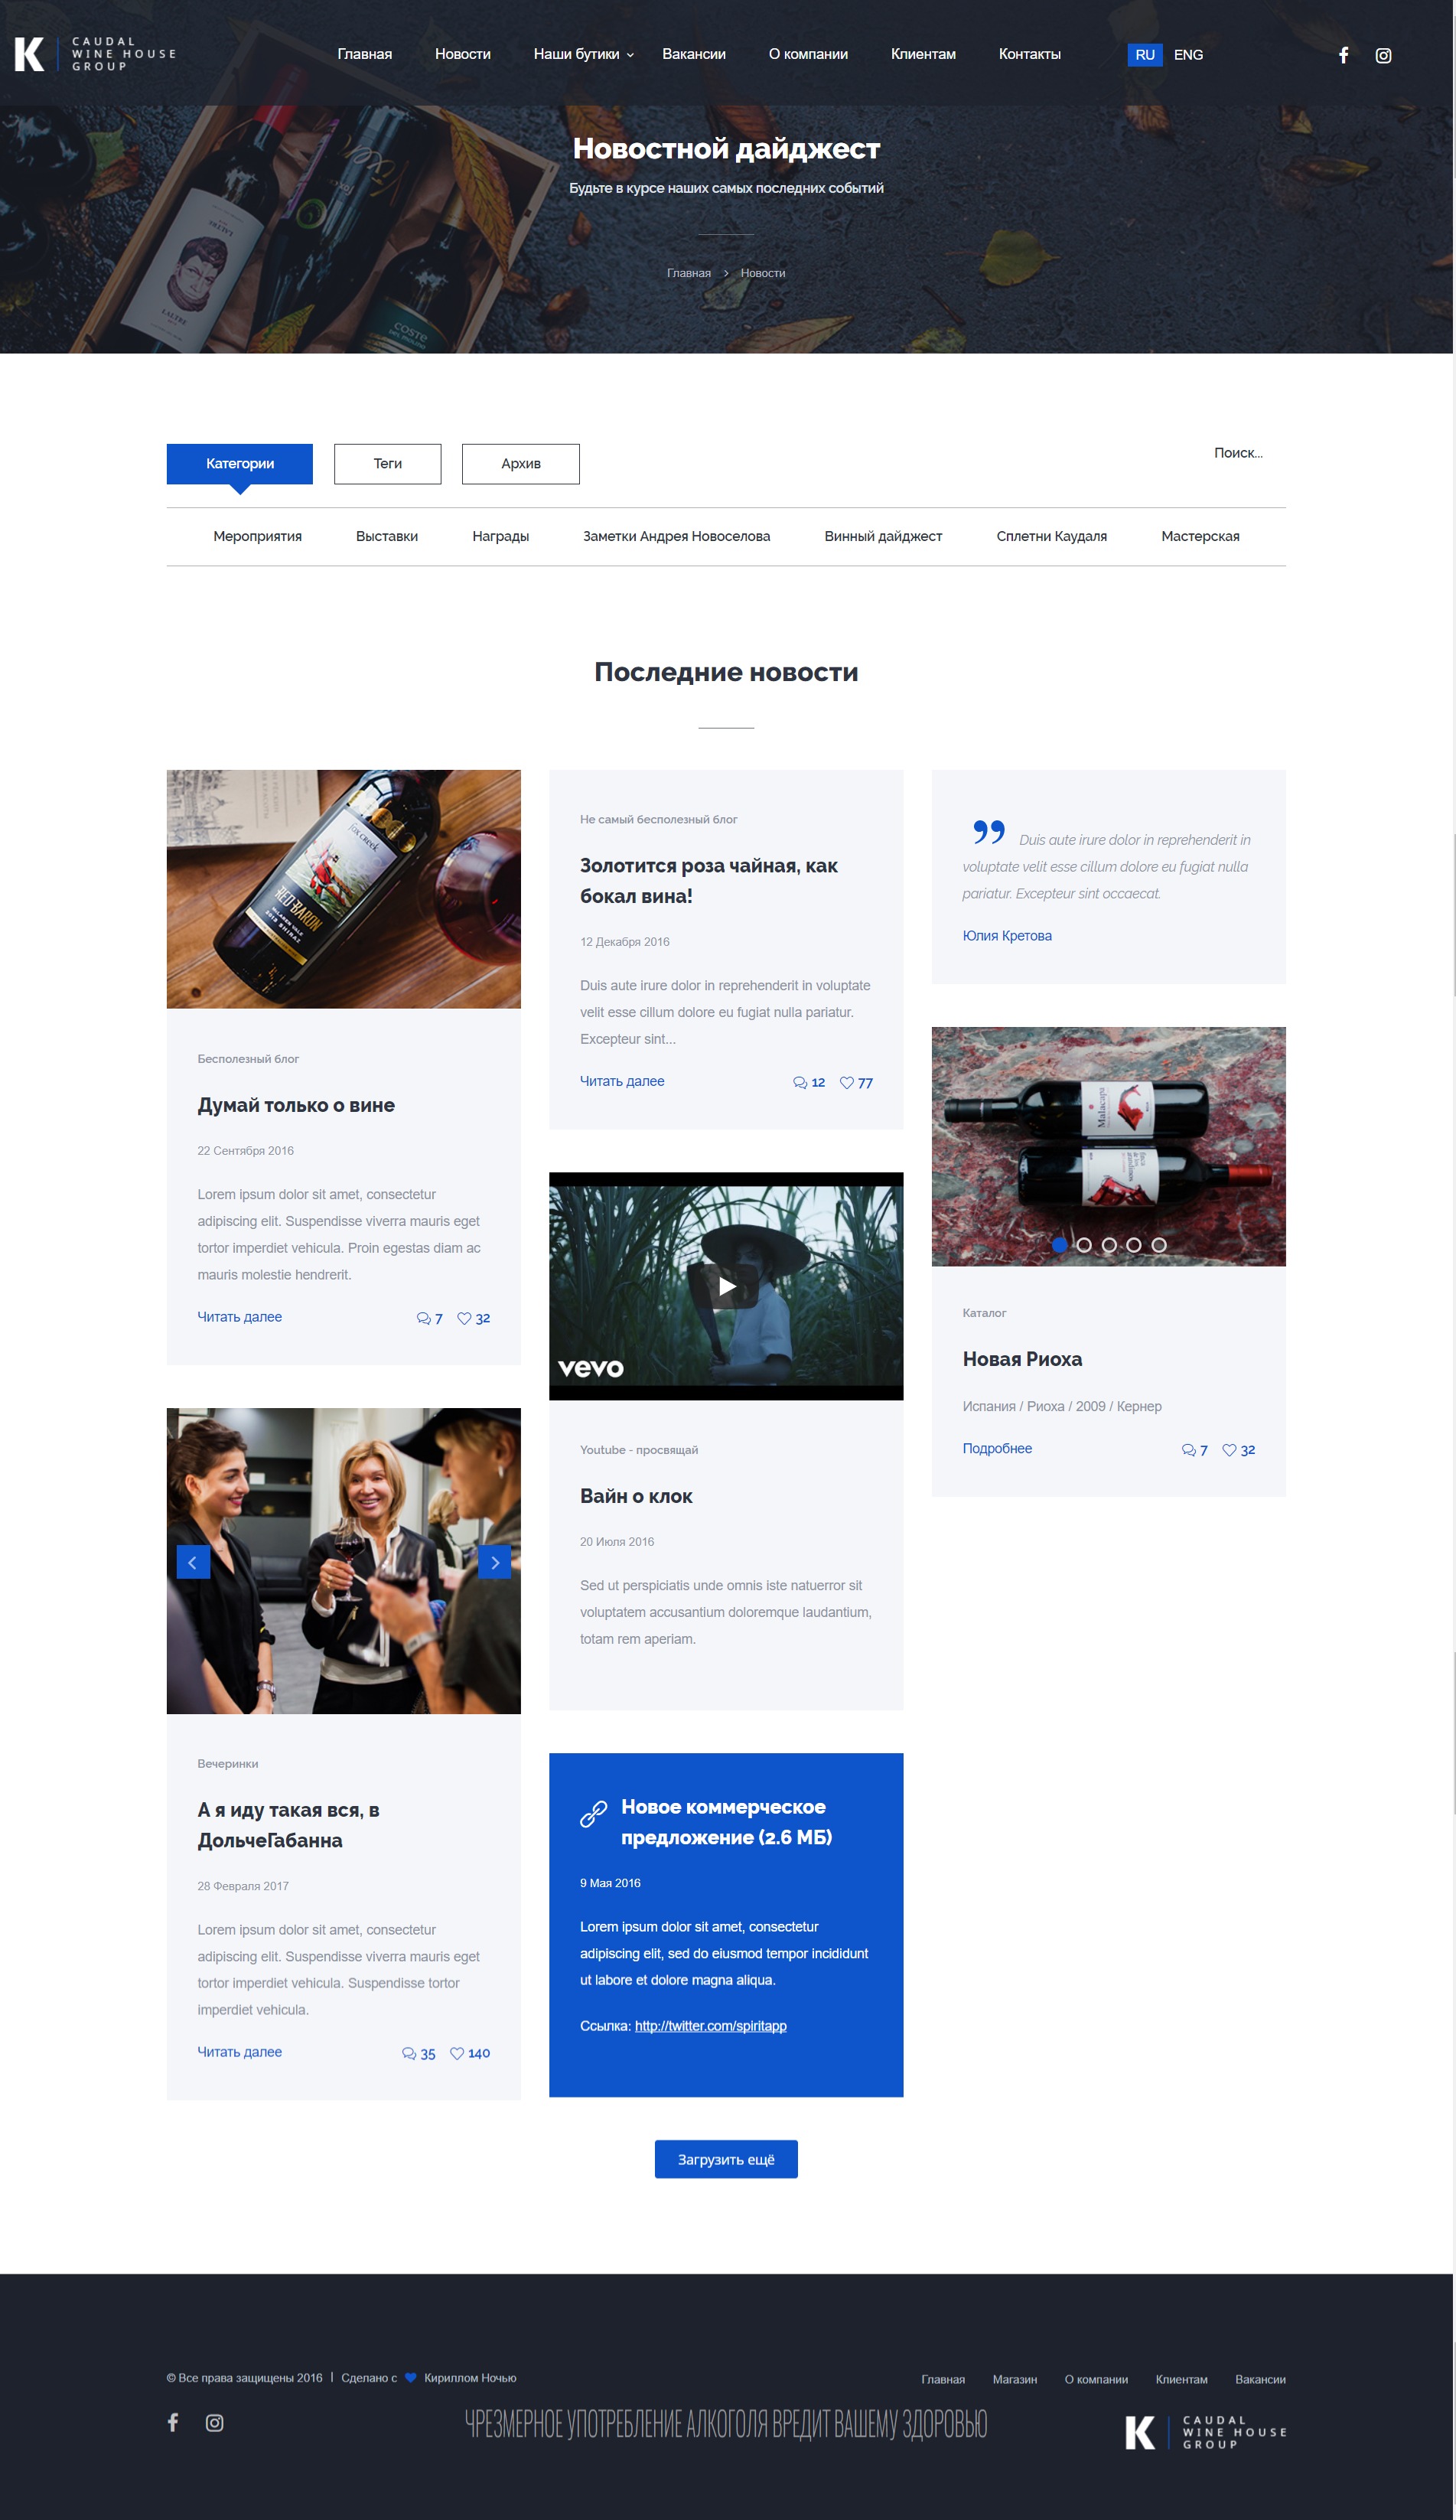 K CAUDAL
WINE HOUSE
GROUP
Главная Новости Наши бутики Вакансии О компании Клиентам Контакты RU ENG
Новостной дайджест
Будьте в курсе наших самых последних событий
Главная > Новости
LALTRE
COSTE
Категории Теги Архив Поиск...
Мероприятия Выставки Награды Заметки Андрея Новоселова Винный дайджест Сплетни Каудаля Мастерская
Последние новости
FOX CREEK
RED BARON
MCLAREN VALE
2012 SHIRAZ
Бесполезный блог
Думай только о вине
22 Сентября 2016
Lorem ipsum dolor sit amet, consectetur
adipiscing elit. Suspendisse viverra mauris eget
tortor imperdiet vehicula. Proin egestas diam ac
mauris molestie hendrerit.
Читать далее 7 32
Вечеринки
А я иду такая вся, в
ДольчеГабанна
28 Февраля 2017
Lorem ipsum dolor sit amet, consectetur
adipiscing elit. Suspendisse viverra mauris eget
tortor imperdiet vehicula. Suspendisse tortor
imperdiet vehicula.
Читать далее 35 140
Не самый бесполезный блог
Золотится роза чайная, как
бокал вина!
12 Декабря 2016
Duis aute irure dolor in reprehenderit in voluptate
velit esse cillum dolore eu fugiat nulla pariatur.
Excepteur sint...
Читать далее 12 77
vevo
Youtube - просвящай
Вайн о клок
20 Июля 2016
Sed ut perspiciatis unde omnis iste natuerror sit
voluptatem accusantium doloremque laudantium,
totam rem aperiam.
Новое коммерческое
предложение (2.6 МБ)
9 Мая 2016
Lorem ipsum dolor sit amet, consectetur
adipiscing elit, sed do eiusmod tempor incididunt
ut labore et dolore magna aliqua.
Ссылка: http://twitter.com/spiritapp
” Duis aute irure dolor in reprehenderit in
voluptate velit esse cillum dolore eu fugiat nulla
pariatur. Excepteur sint occaecat.
Юлия Кретова
Malacapa
Каталог
Новая Риоха
Испания / Риоха / 2009 / Кернер
Подробнее 7 32
Загрузить ещё
© Все права защищены 2016 | Сделано с Кириллом Ночью
Главная Магазин О компании Клиентам Вакансии
ЧРЕЗМЕРНОЕ УПОТРЕБЛЕНИЕ АЛКОГОЛЯ ВРЕДИТ ВАШЕМУ ЗДОРОВЬЮ
K CAUDAL
WINE HOUSE
GROUP